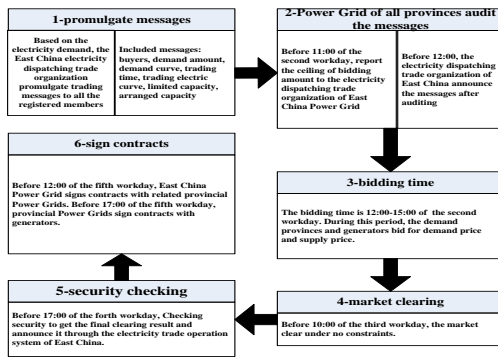 1-promulgate messages
Based on the
electricity demand, the
East China electricity
dispatching trade
organization
promulgate trading
messages to all the
registered members
Included messages:
buyers, demand amount,
demand curve, trading
time, trading electric
curve, limited capacity,
arranged capacity
2-Power Grid of all provinces audit
the messages
Before 11:00 of the
second workday, report
the ceiling of bidding
amount to the electricity
dispatching trade
organization of East
China Power Grid
Before 12:00, the
electricity dispatching
trade organization of
East China announce
the messages after
auditing
3-bidding time
The bidding time is 12:00-15:00 of the second
workday. During this period, the demand
provinces and generators bid for demand price
and supply price.
4-market clearing
Before 10:00 of the third workday, the market
clear under no constraints.
5-security checking
Before 17:00 of the forth workday, Checking
security to get the final clearing result and
announce it through the electricity trade operation
system of East China.
6-sign contracts
Before 12:00 of the fifth workday, East China
Power Grid signs contracts with related provincial
Power Grids. Before 17:00 of the fifth workday,
provincial Power Grids sign contracts with
generators.